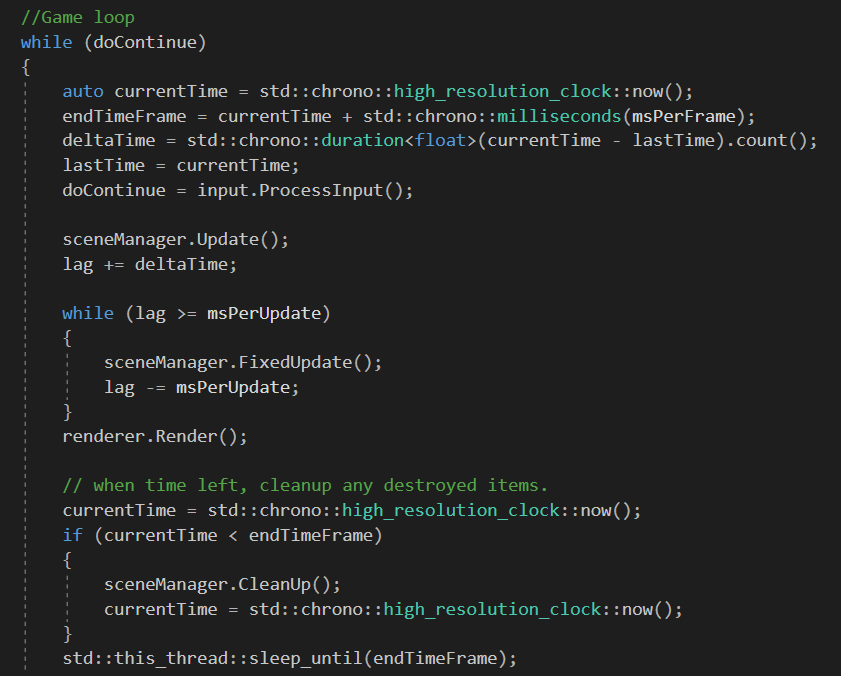 //Game loop
while (doContinue)
{
    auto currentTime = std::chrono::high_resolution_clock::now();
    endTimeFrame = currentTime + std::chrono::milliseconds(msPerFrame);
    deltaTime = std::chrono::duration<float>(currentTime - lastTime).count();
    lastTime = currentTime;
    doContinue = input.ProcessInput();

    sceneManager.Update();
    lag += deltaTime;

    while (lag >= msPerUpdate)
    {
        sceneManager.FixedUpdate();
        lag -= msPerUpdate;
    }
    renderer.Render();

    // when time left, cleanup any destroyed items.
    currentTime = std::chrono::high_resolution_clock::now();
    if (currentTime < endTimeFrame)
    {
        sceneManager.CleanUp();
        currentTime = std::chrono::high_resolution_clock::now();
    }
    std::this_thread::sleep_until(endTimeFrame);